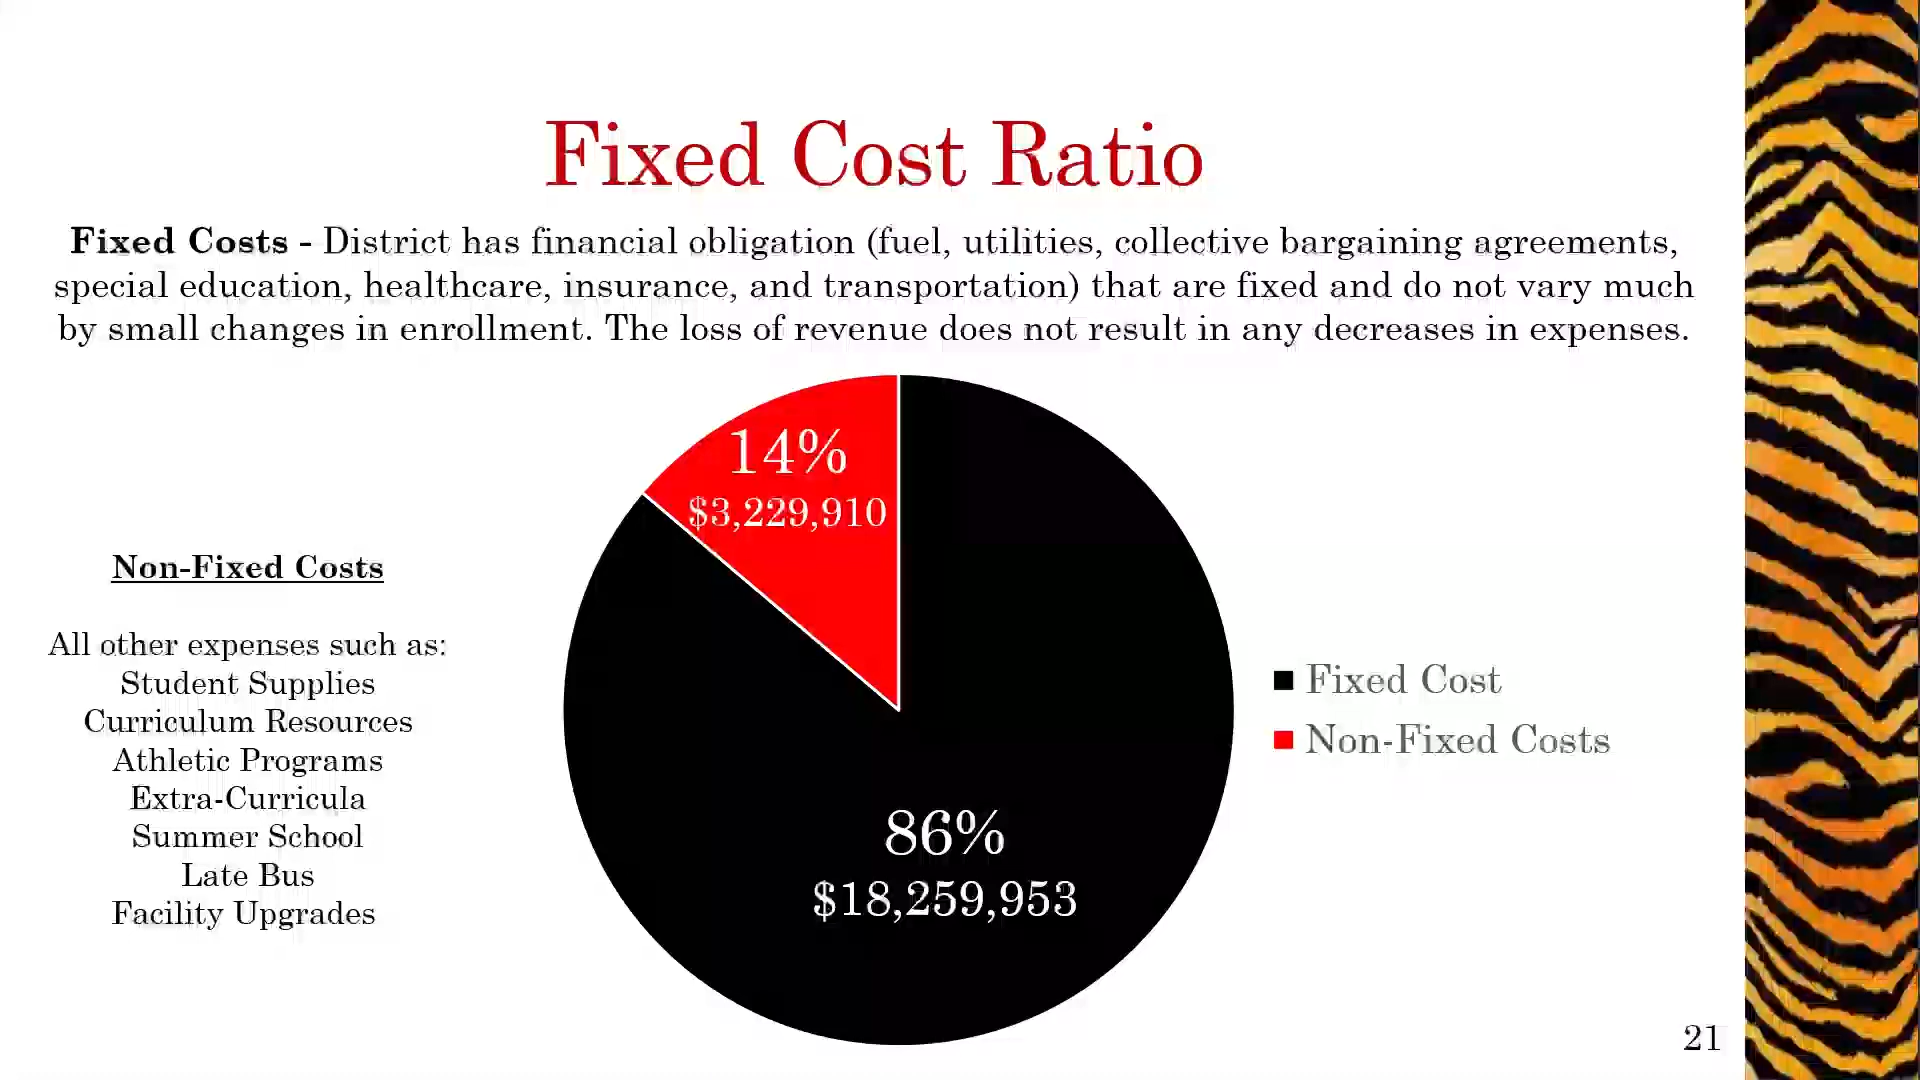 Fixed Cost Ratio
Fixed Costs - District has financial obligation (fuel, utilities, collective bargaining agreements,
special education, healthcare, insurance, and transportation) that are fixed and do not vary much
by small changes in enrollment. The loss of revenue does not result in any decreases in expenses.
14%
$3,229,910
Non-Fixed Costs
All other expenses such as:
Student Supplies
Curriculum Resources
Athletic Programs
Extra-Curricula
Summer School
Late Bus
Facility Upgrades
86%
$18,259,953
Fixed Cost
Non-Fixed Costs
21